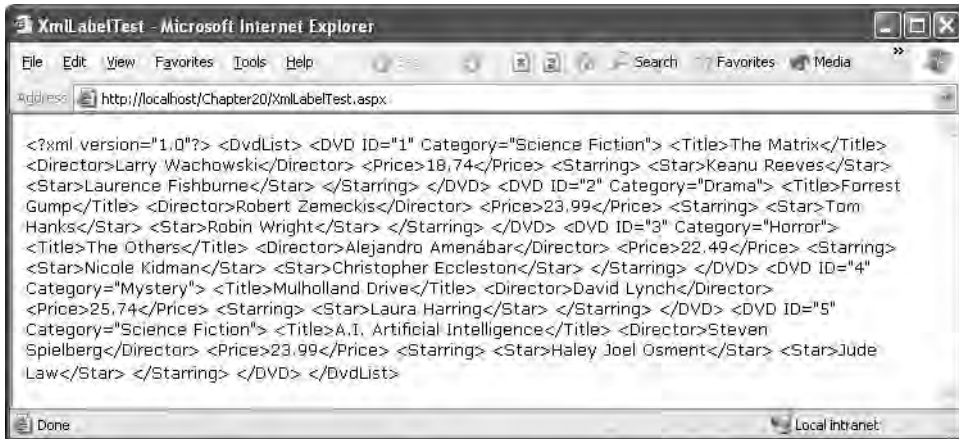 XmlLabelTest - Microsoft Internet Explorer
File Edit View Favorites Tools Help Search Favorites Media »
Address http://localhost/Chapter20/XmlLabelTest.aspx
<?xml version="1.0"?> <DvdList> <DVD ID="1" Category="Science Fiction"> <Title>The Matrix</Title>
<Director>Larry Wachowski</Director> <Price>18.74</Price> <Starring> <Star>Keanu Reeves</Star>
<Star>Laurence Fishburne</Star> </Starring> </DVD> <DVD ID="2" Category="Drama"> <Title>Forrest
Gump</Title> <Director>Robert Zemeckis</Director> <Price>23.99</Price> <Starring> <Star>Tom
Hanks</Star> <Star>Robin Wright</Star> </Starring> </DVD> <DVD ID="3" Category="Horror">
<Title>The Others</Title> <Director>Alejandro Amenábar</Director> <Price>22.49</Price> <Starring>
<Star>Nicole Kidman</Star> <Star>Christopher Eccleston</Star> </Starring> </DVD> <DVD ID="4"
Category="Mystery"> <Title>Mulholland Drive</Title> <Director>David Lynch</Director>
<Price>25.74</Price> <Starring> <Star>Laura Harring</Star> </Starring> </DVD> <DVD ID="5"
Category="Science Fiction"> <Title>A.I. Artificial Intelligence</Title> <Director>Steven
Spielberg</Director> <Price>23.99</Price> <Starring> <Star>Haley Joel Osment</Star> <Star>Jude
Law</Star> </Starring> </DVD> </DvdList>
Done Local intranet